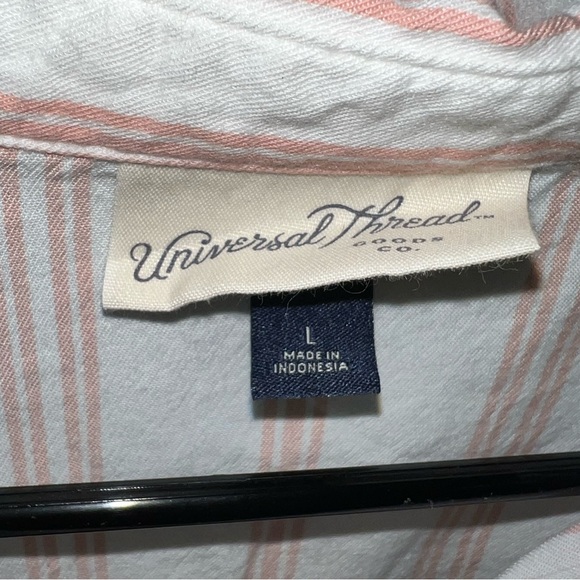 Universal Thread™
GOODS
CO.
L
MADE IN
INDONESIA